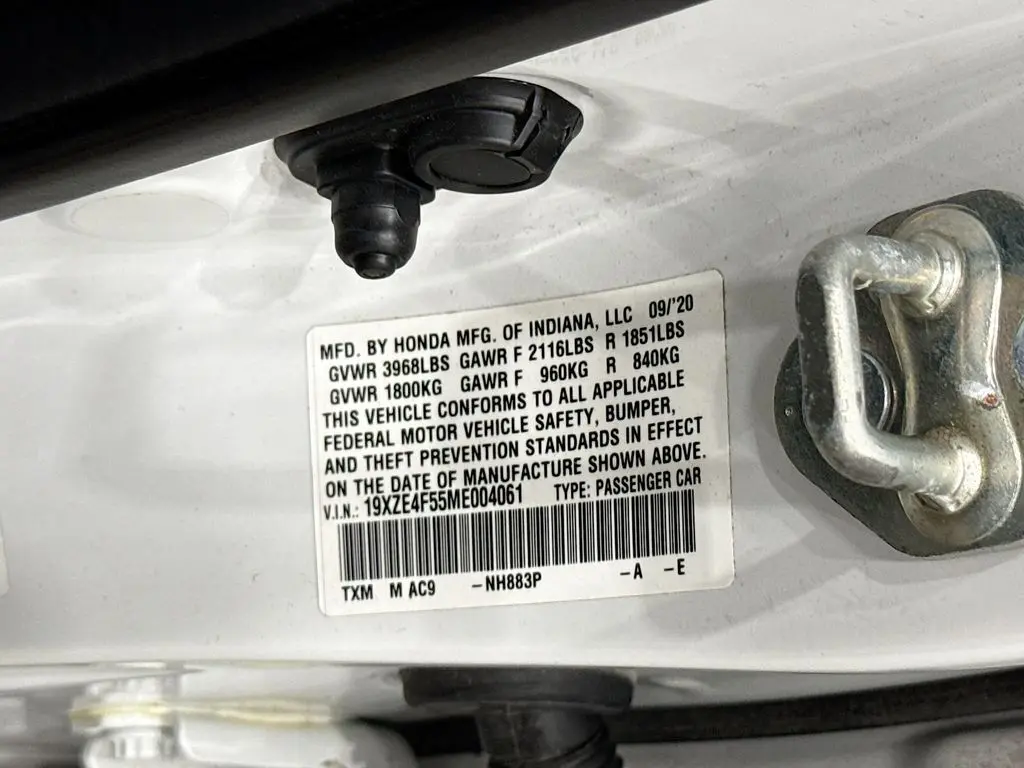 MFD. BY HONDA MFG. OF INDIANA, LLC 09/'20
GVWR 3968LBS GAWR F 2116LBS R 1851LBS
GVWR 1800KG GAWR F 960KG R 840KG
THIS VEHICLE CONFORMS TO ALL APPLICABLE
FEDERAL MOTOR VEHICLE SAFETY, BUMPER,
AND THEFT PREVENTION STANDARDS IN EFFECT
ON THE DATE OF MANUFACTURE SHOWN ABOVE.
V.I.N.: 19XZE4F55ME004061 TYPE: PASSENGER CAR
TXM M AC9 -NH883P -A -E